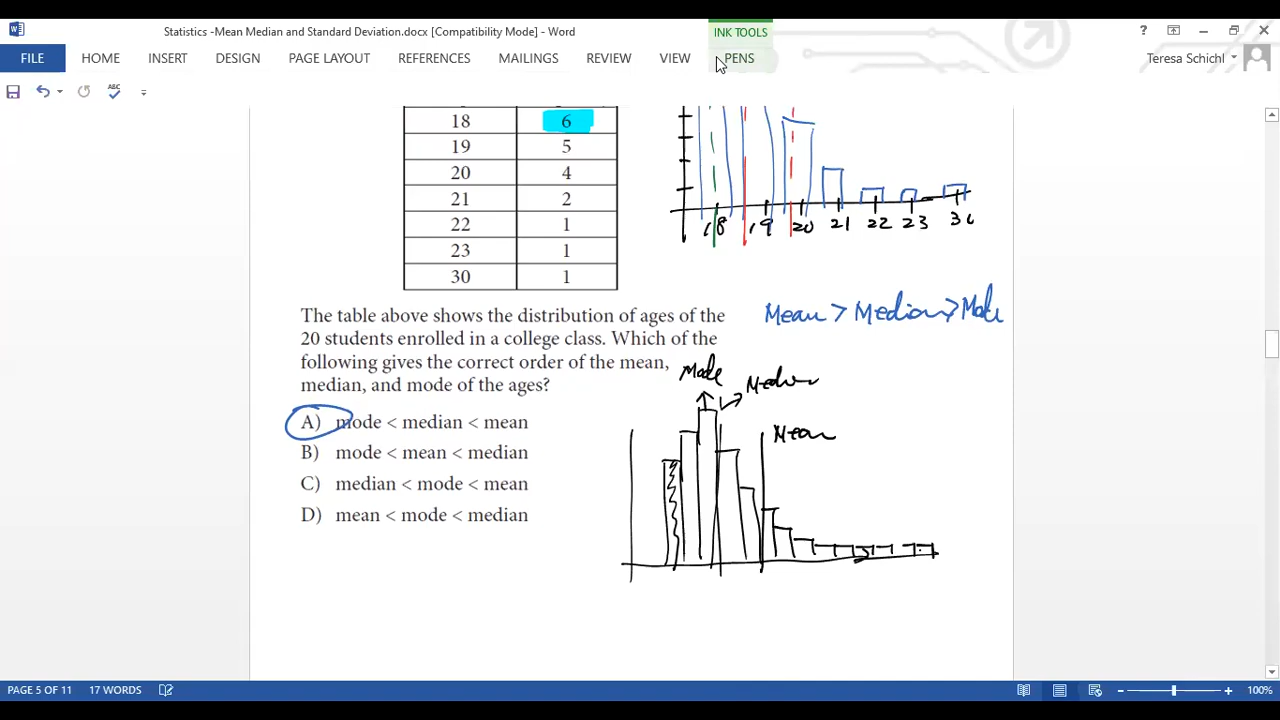 Statistics -Mean Median and Standard Deviation.docx [Compatibility Mode] - Word
INK TOOLS
?
FILE HOME INSERT DESIGN PAGE LAYOUT REFERENCES MAILINGS REVIEW VIEW PENS
Teresa Schichl
ABC
18 6
19 5
20 4
21 2
22 1
23 1
30 1
18 19 20 21 22 23 30
The table above shows the distribution of ages of the
20 students enrolled in a college class. Which of the
following gives the correct order of the mean,
median, and mode of the ages?
Mean > Median > Mode
A) mode < median < mean
B) mode < mean < median
C) median < mode < mean
D) mean < mode < median
Mode
Median
Mean
PAGE 5 OF 11 17 WORDS
100%